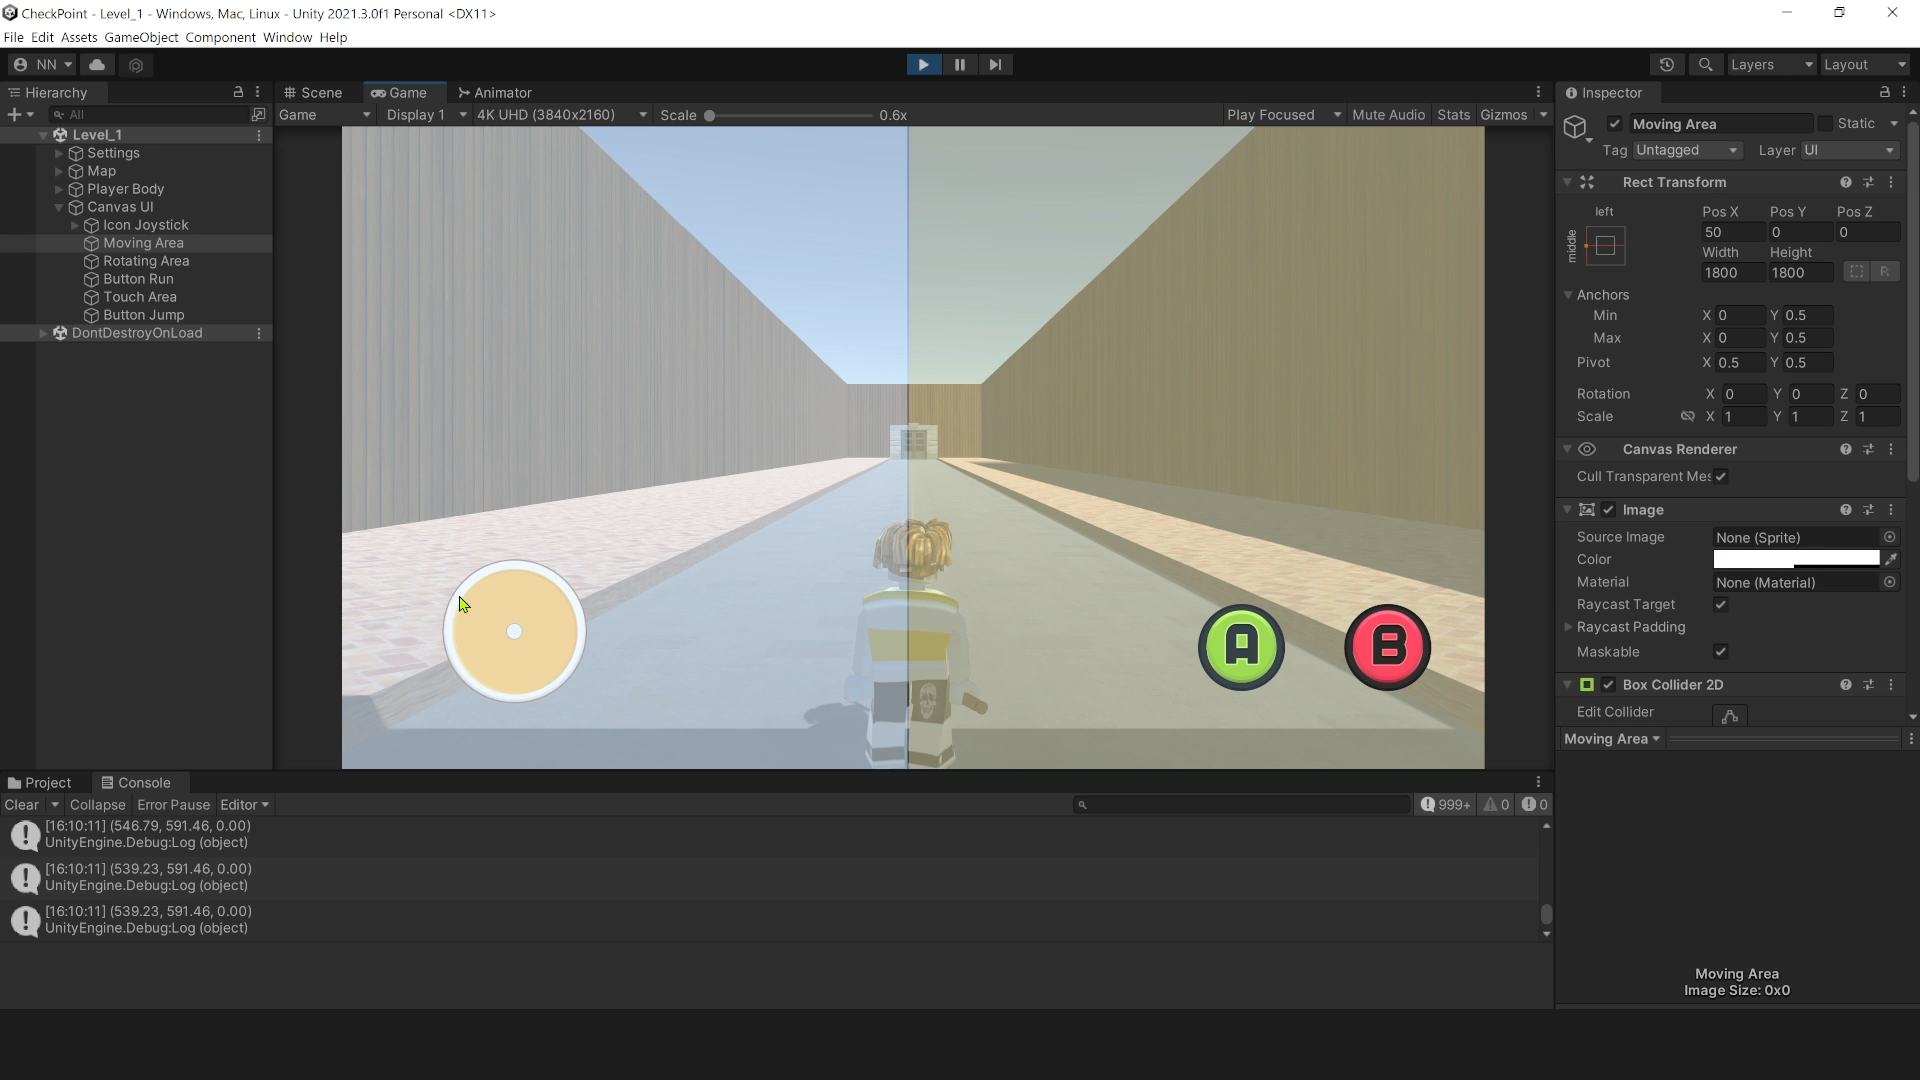 CheckPoint - Level_1 - Windows, Mac, Linux - Unity 2021.3.0f1 Personal <DX11>
File Edit Assets GameObject Component Window Help
NN Layers Layout
Hierarchy
All
Level_1
Settings
Map
Player Body
Canvas UI
Icon Joystick
Moving Area
Rotating Area
Button Run
Touch Area
Button Jump
DontDestroyOnLoad
Scene Game Animator
Game Display 1 4K UHD (3840x2160) Scale 0.6x Play Focused Mute Audio Stats Gizmos
A B
Inspector
Moving Area Static
Tag Untagged Layer UI
Rect Transform
left
middle
Pos X Pos Y Pos Z
50 0 0
Width Height
1800 1800 R
Anchors
Min X 0 Y 0.5
Max X 0 Y 0.5
Pivot X 0.5 Y 0.5
Rotation X 0 Y 0 Z 0
Scale X 1 Y 1 Z 1
Canvas Renderer
Cull Transparent Mes
Image
Source Image None (Sprite)
Color
Material None (Material)
Raycast Target
Raycast Padding
Maskable
Box Collider 2D
Edit Collider
Moving Area
Moving Area
Image Size: 0x0
Project Console
Clear Collapse Error Pause Editor 999+ 0 0
[16:10:11] (546.79, 591.46, 0.00)
UnityEngine.Debug:Log (object)
[16:10:11] (539.23, 591.46, 0.00)
UnityEngine.Debug:Log (object)
[16:10:11] (539.23, 591.46, 0.00)
UnityEngine.Debug:Log (object)